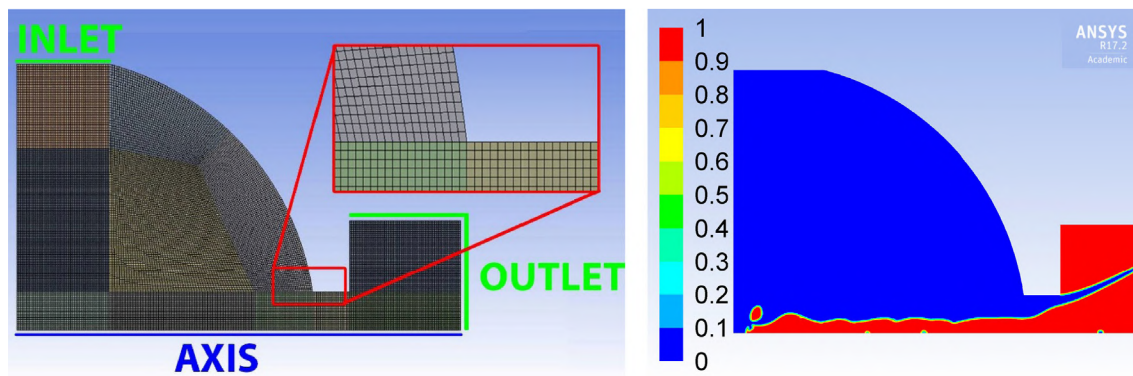 INLET
OUTLET
AXIS
1
0.9
0.8
0.7
0.6
0.5
0.4
0.3
0.2
0.1
0
ANSYS
R17.2
Academic